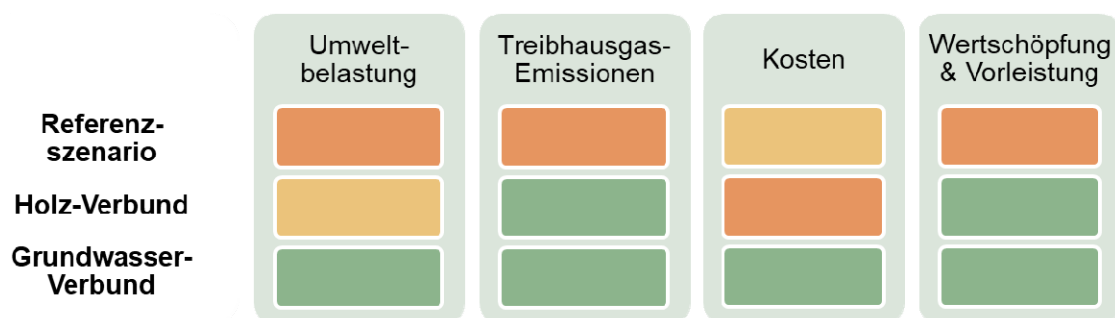 Umwelt-
belastung
Treibhausgas-
Emissionen
Kosten
Wertschöpfung
& Vorleistung
Referenz-
szenario
Holz-Verbund
Grundwasser-
Verbund